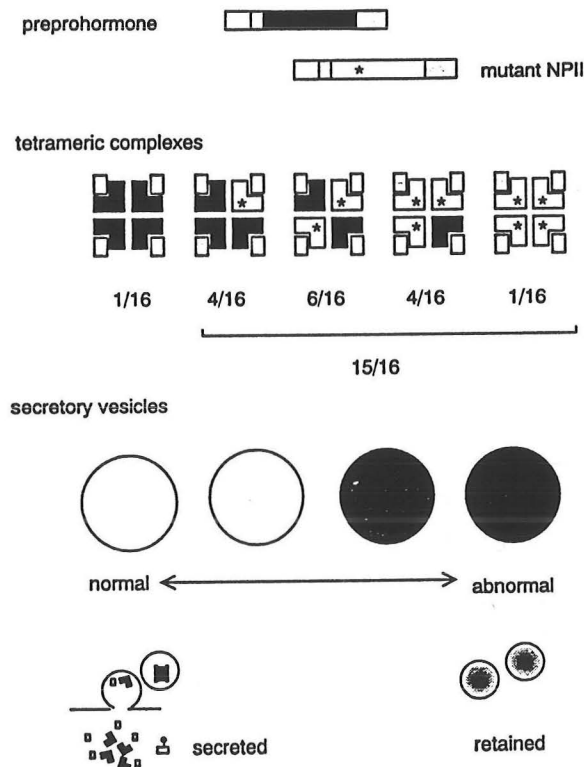 preprohormone
mutant NPII
tetrameric complexes
1/16 4/16 6/16 4/16 1/16
15/16
secretory vesicles
normal abnormal
secreted retained